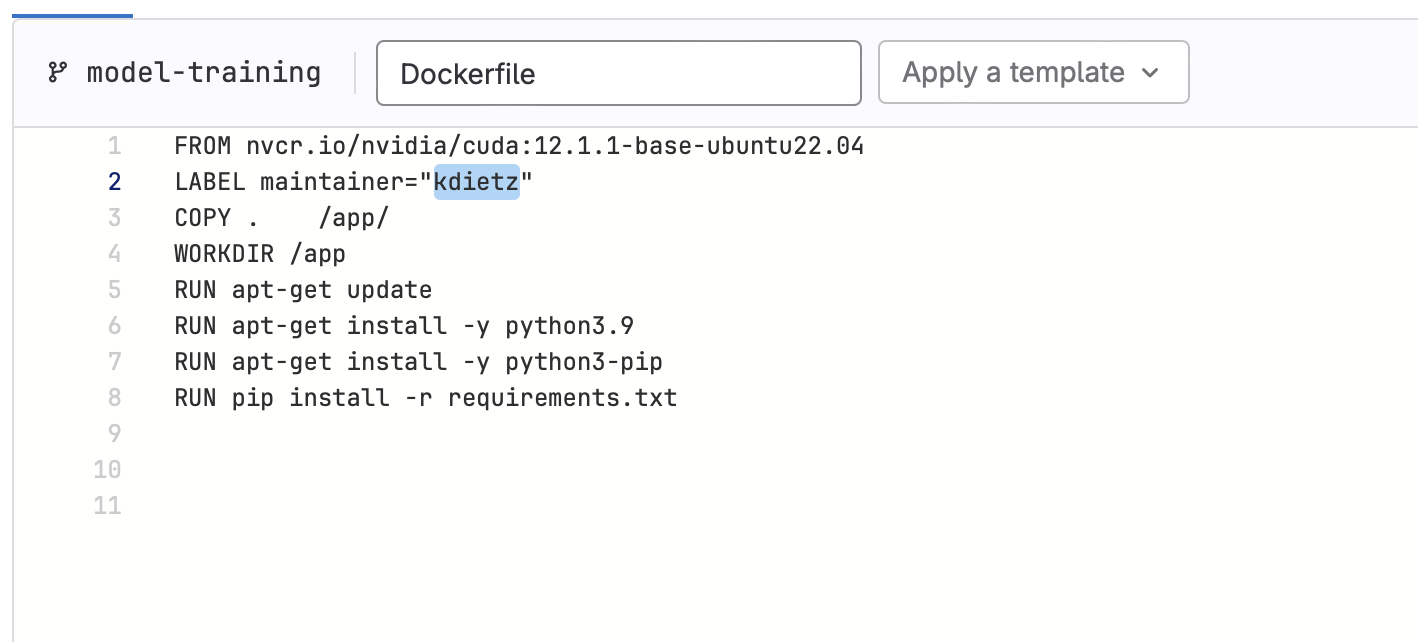 model-training Dockerfile Apply a template
1 FROM nvcr.io/nvidia/cuda:12.1.1-base-ubuntu22.04
2 LABEL maintainer="kdietz"
3 COPY .    /app/
4 WORKDIR /app
5 RUN apt-get update
6 RUN apt-get install -y python3.9
7 RUN apt-get install -y python3-pip
8 RUN pip install -r requirements.txt
9
10
11